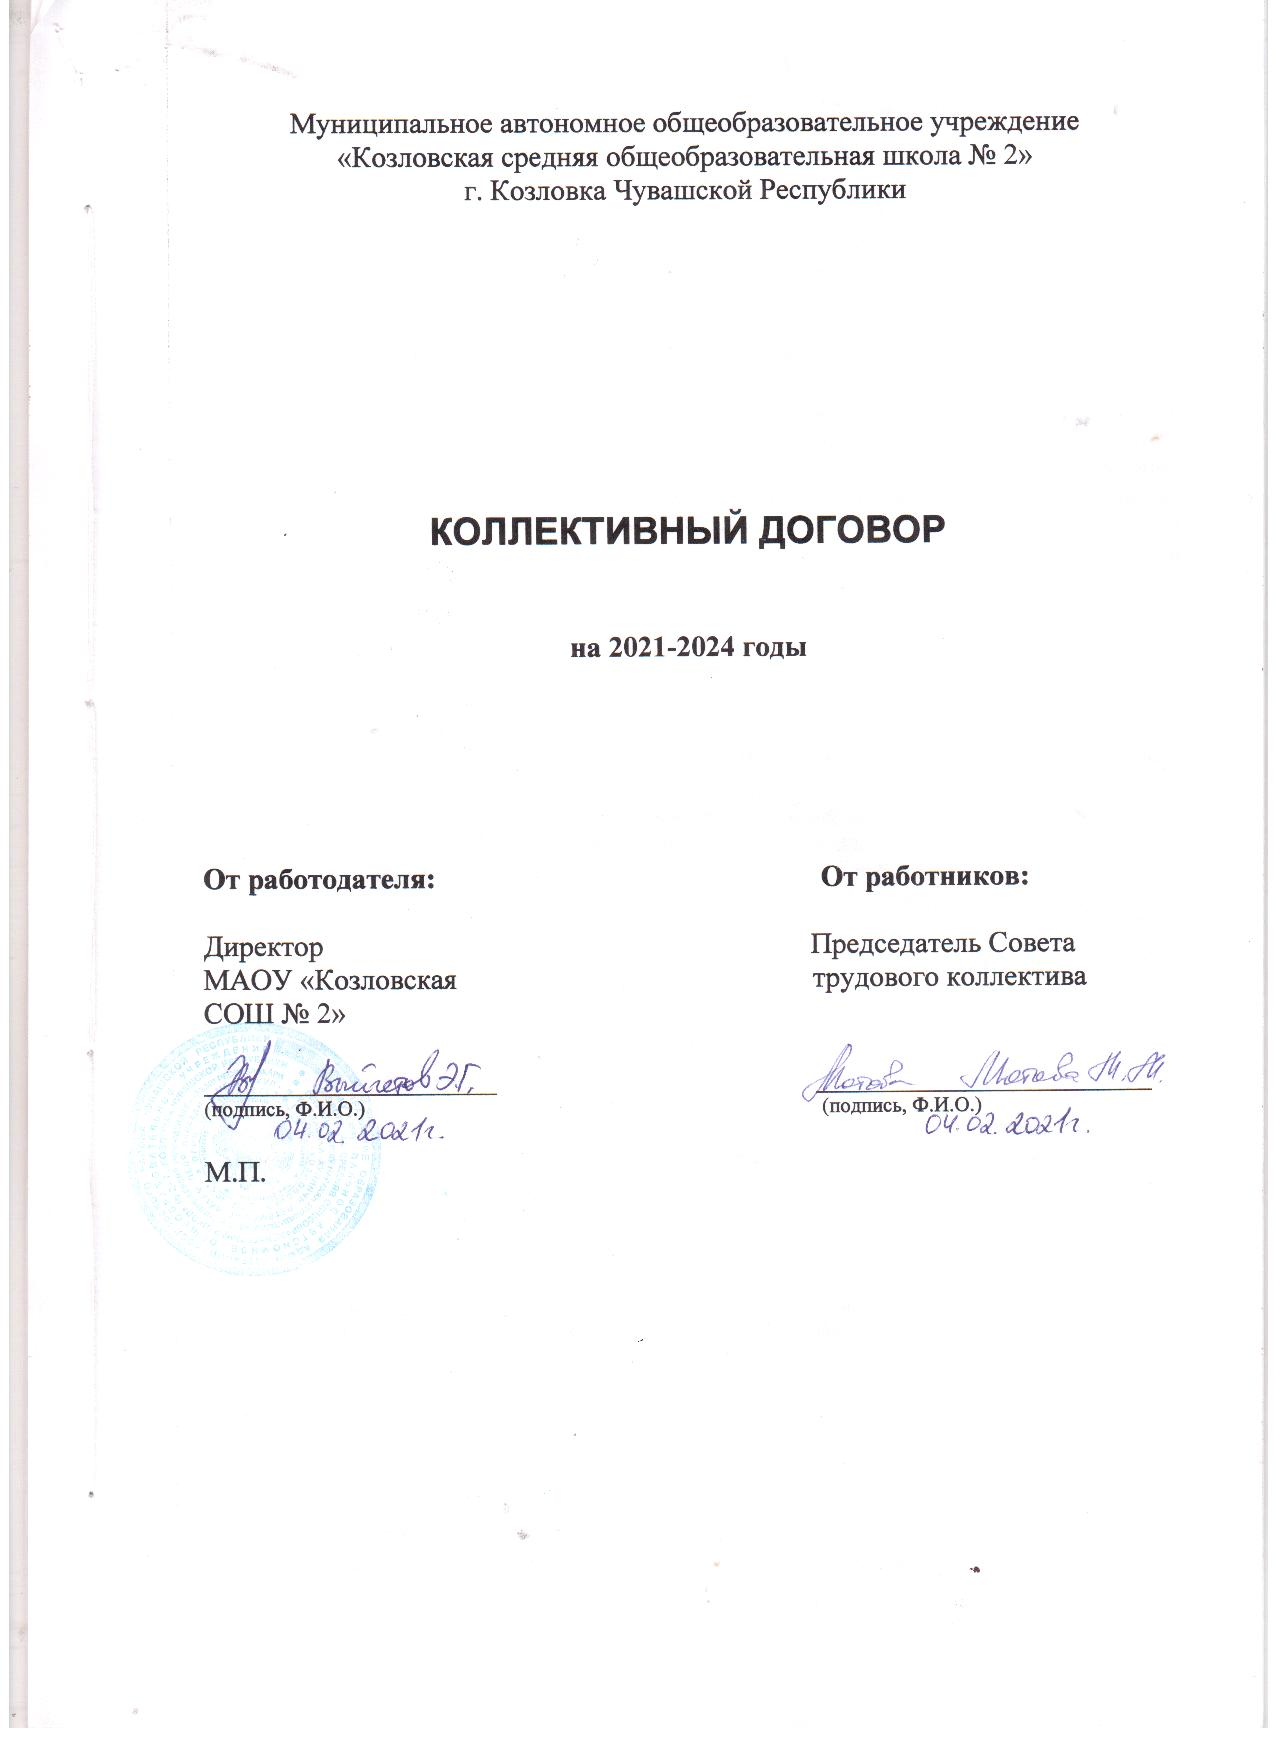 Муниципальное автономное общеобразовательное учреждение
«Козловская средняя общеобразовательная школа № 2»
г. Козловка Чувашской Республики
КОЛЛЕКТИВНЫЙ ДОГОВОР
на 2021-2024 годы
От работодателя:
Директор
МАОУ «Козловская
СОШ № 2»
Э.Г.
(подпись, Ф.И.О.)
04.02.2021г.
М.П.
От работников:
Председатель Совета
трудового коллектива
(подпись, Ф.И.О.)
04.02.2021г.